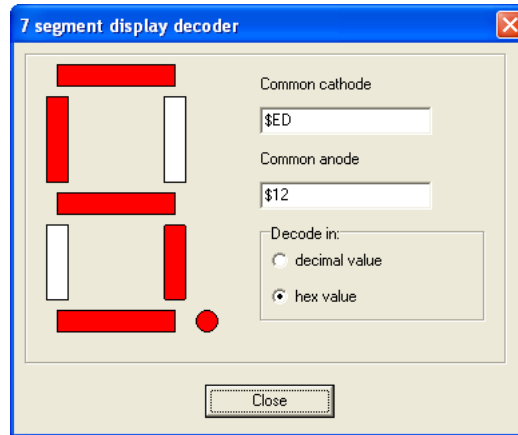 7 segment display decoder
Common cathode
$ED
Common anode
$12
Decode in:
decimal value
hex value
Close